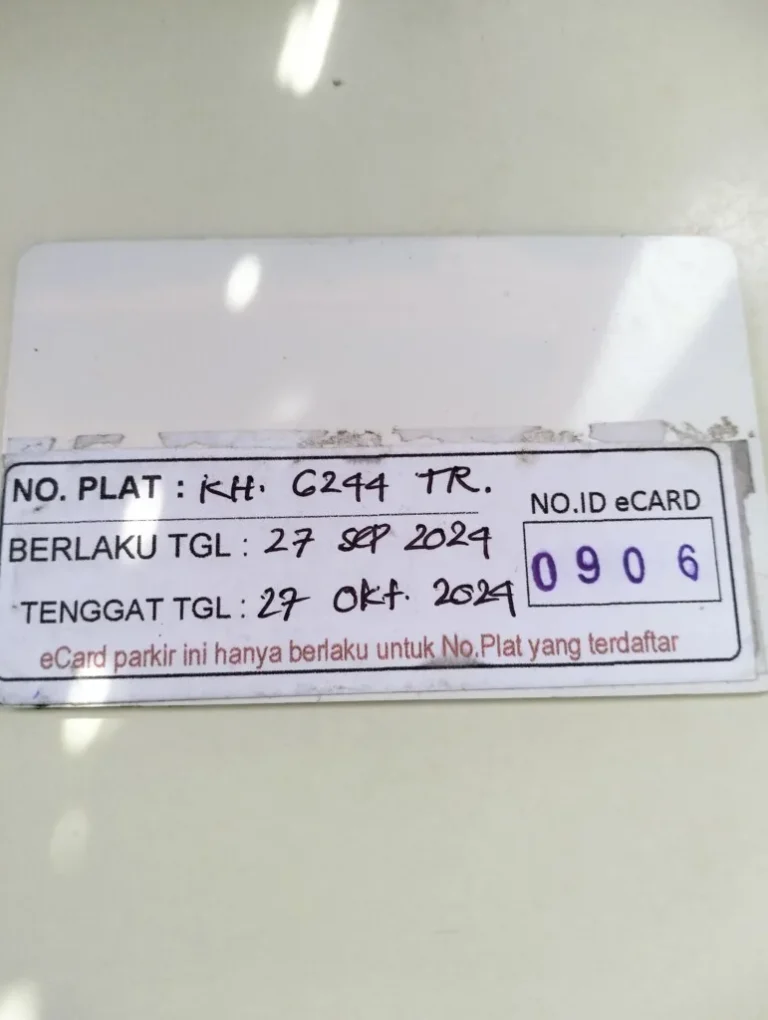 NO. PLAT : KH. 6244 TR.
NO.ID eCARD
BERLAKU TGL : 27 SEP 2024
0906
TENGGAT TGL : 27 Okt. 2024
eCard parkir ini hanya berlaku untuk No.Plat yang terdaftar